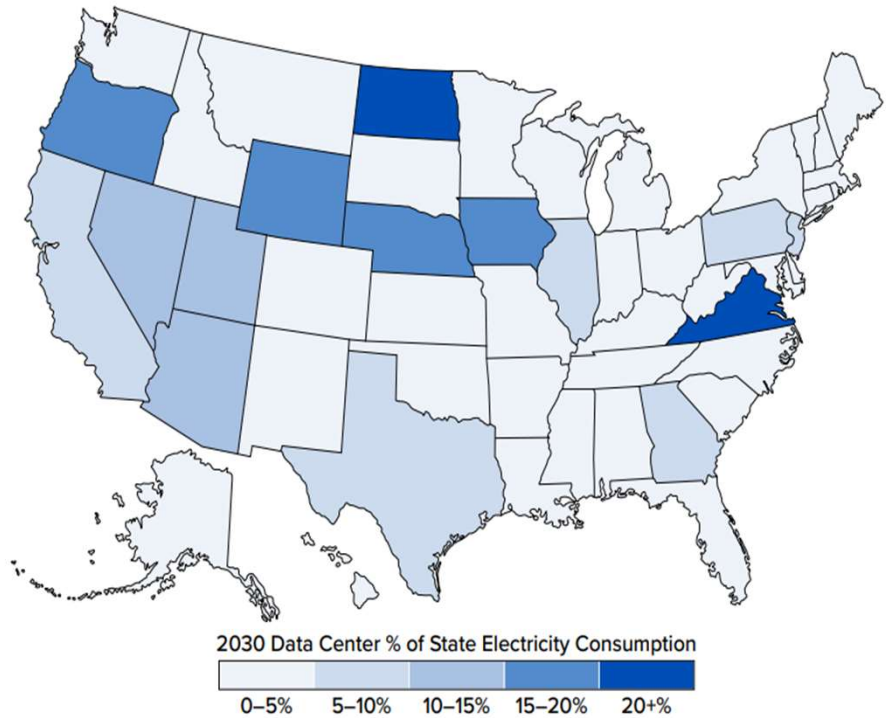 2030 Data Center % of State Electricity Consumption
0–5% 5–10% 10–15% 15–20% 20+%